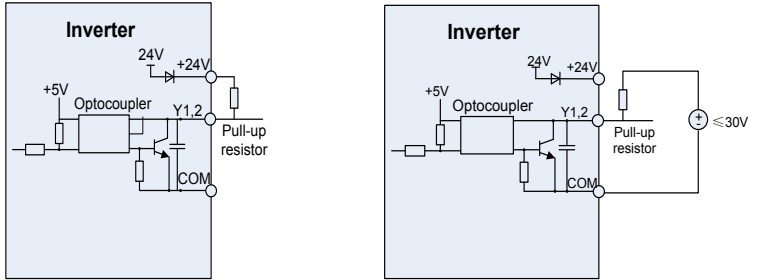 Inverter
24V
+24V
+5V
Optocoupler
Y1,2
Pull-up
resistor
COM
Inverter
24V
+24V
+5V
Optocoupler
Y1,2
Pull-up
resistor
+
-
≤30V
COM